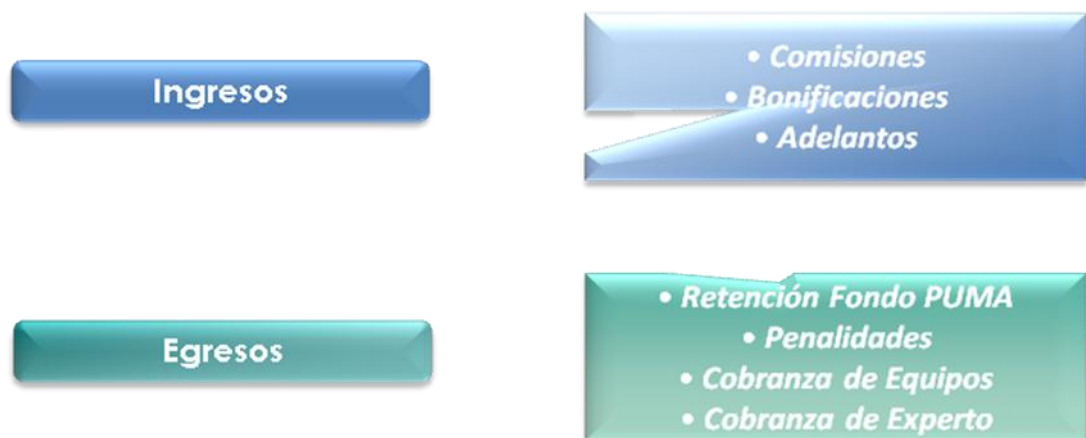 Ingresos
• Comisiones
• Bonificaciones
• Adelantos
Egresos
• Retención Fondo PUMA
• Penalidades
• Cobranza de Equipos
• Cobranza de Experto